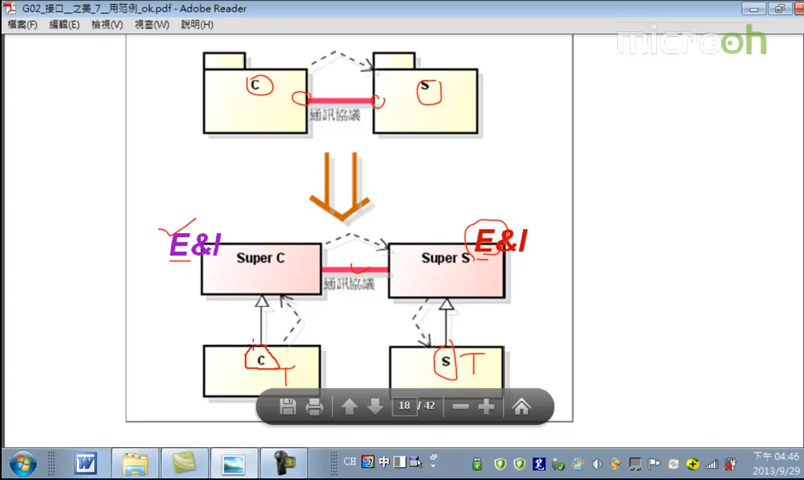 G02_接口__之美_7__用范例_ok.pdf - Adobe Reader
檔案(F) 編輯(E) 檢視(V) 視窗(W) 說明(H)
microoh
C
S
通訊協議
E&I
E&I
Super C
Super S
通訊協議
C
S
T
T
18 / 42
CH
中
下午 04:46
2013/9/29